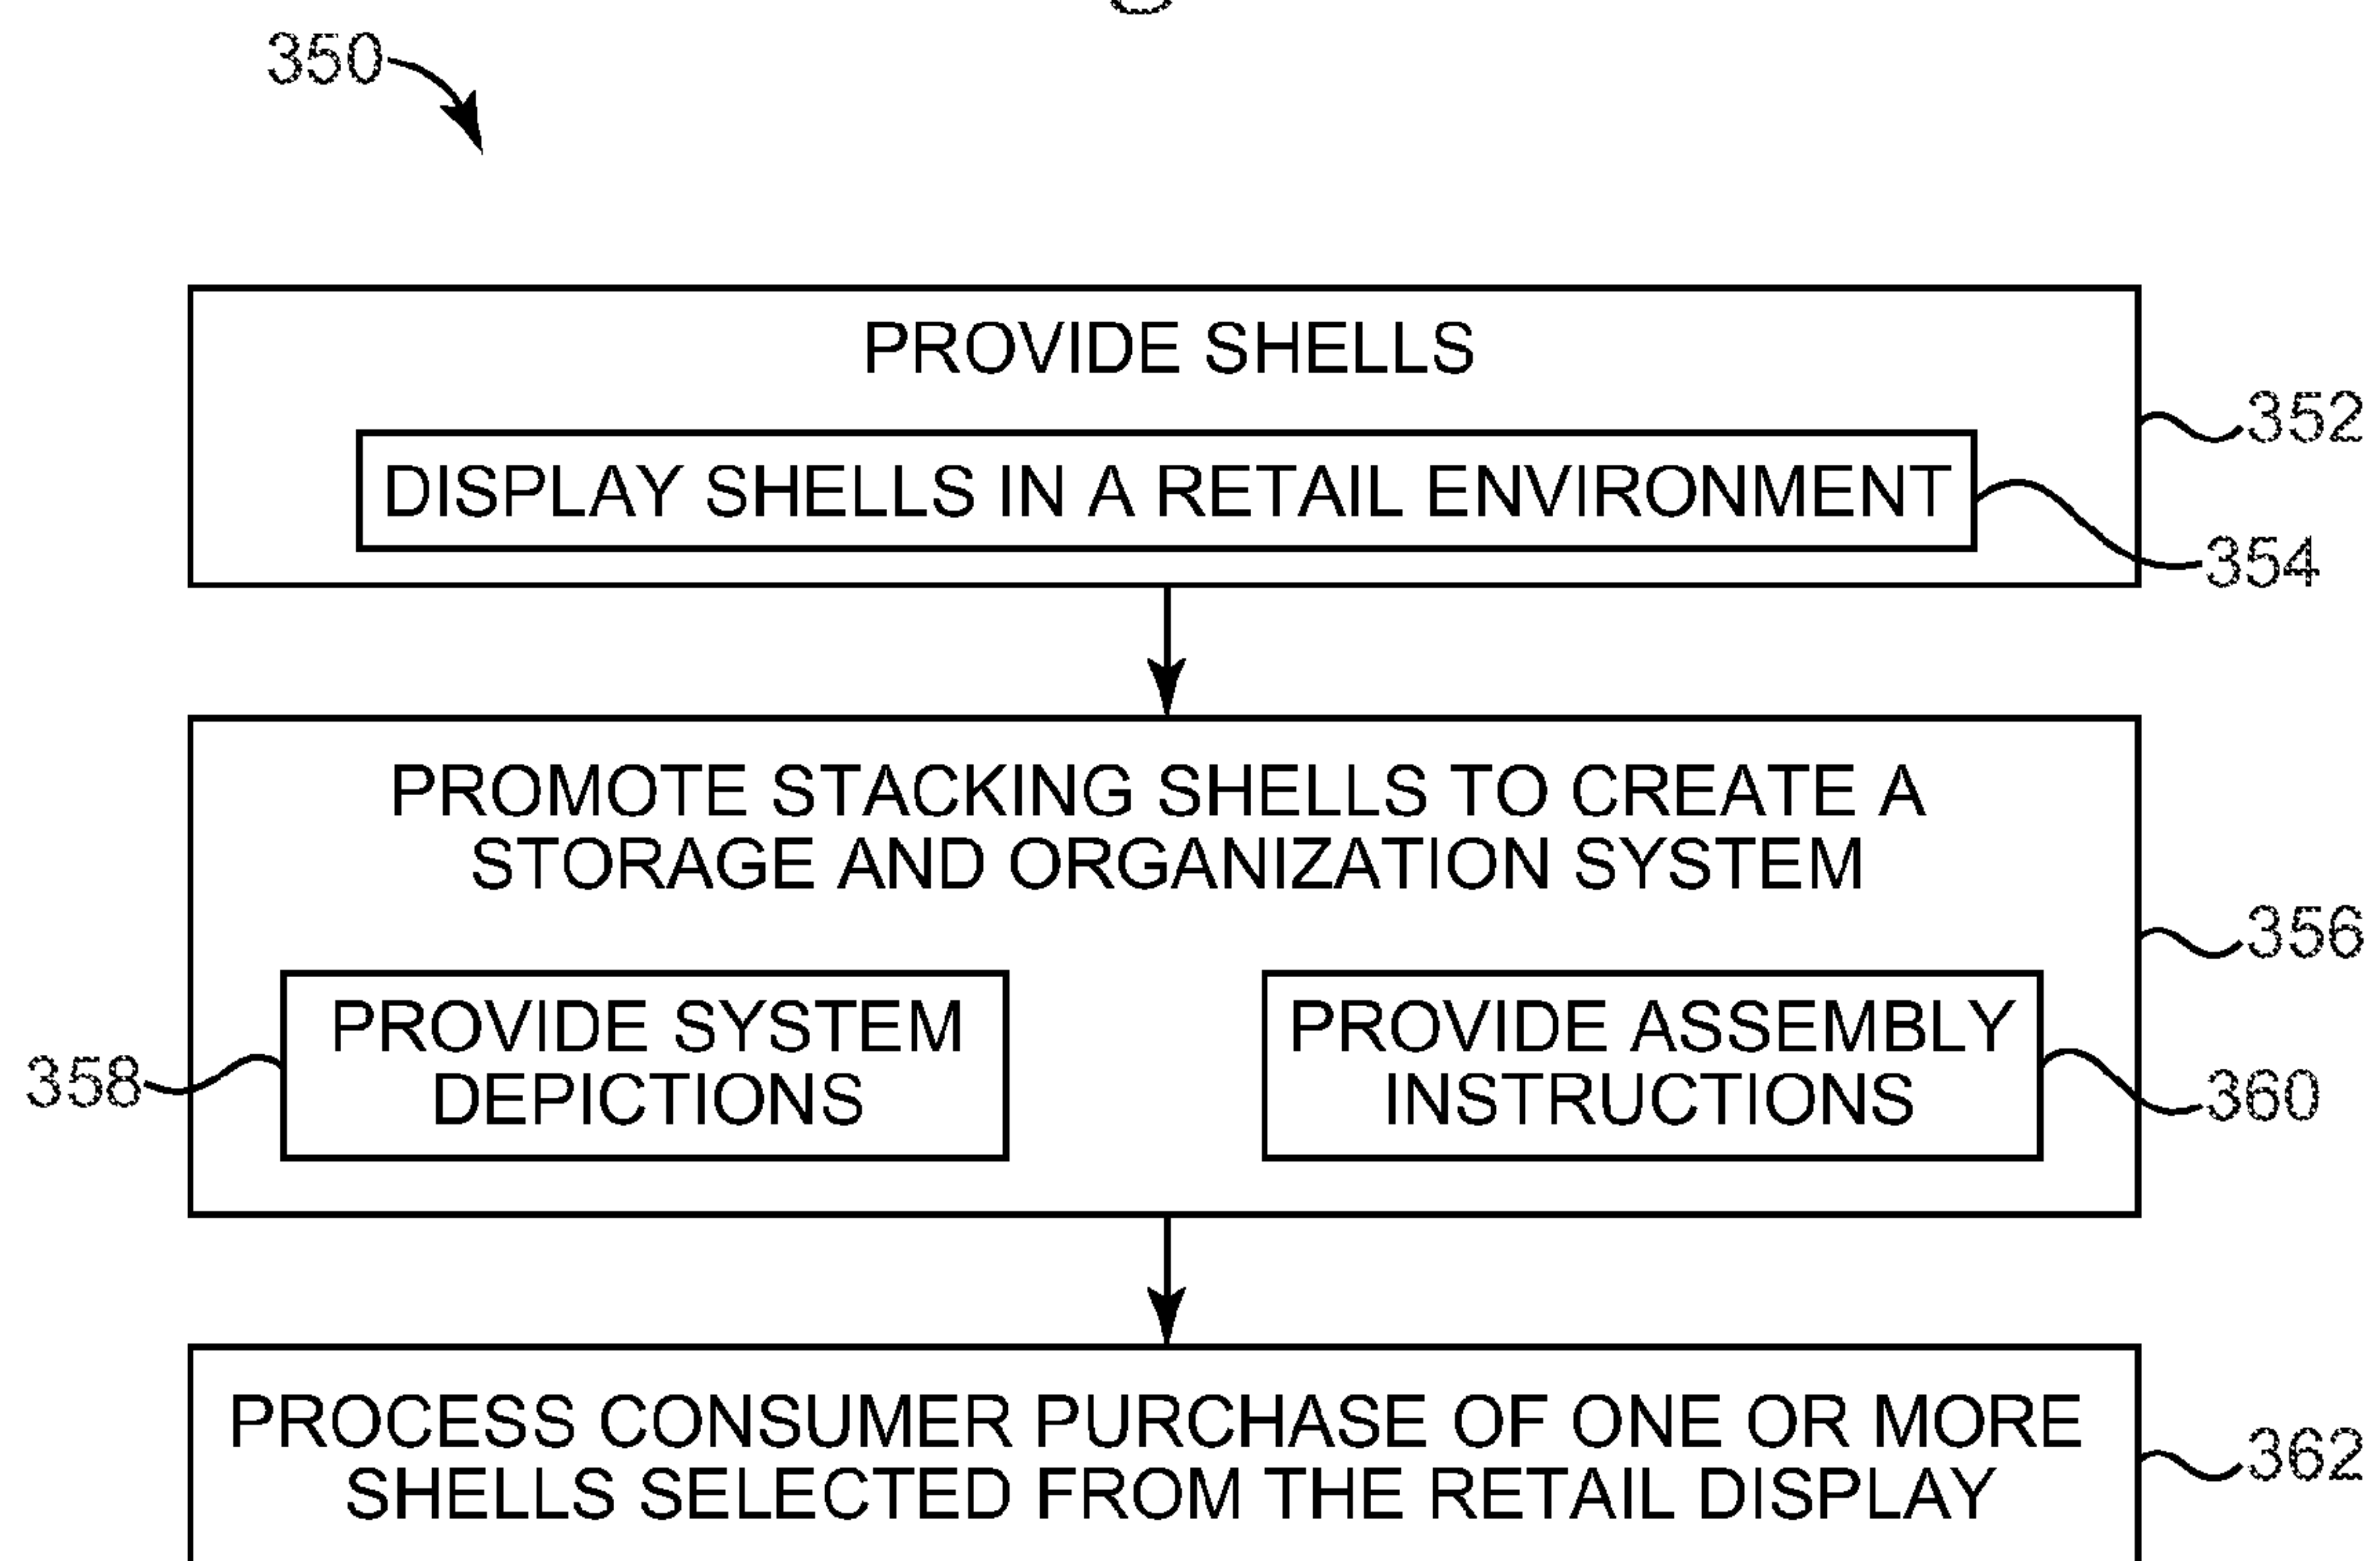 350
PROVIDE SHELLS
352
DISPLAY SHELLS IN A RETAIL ENVIRONMENT
354
PROMOTE STACKING SHELLS TO CREATE A
STORAGE AND ORGANIZATION SYSTEM
356
PROVIDE SYSTEM
DEPICTIONS
358
PROVIDE ASSEMBLY
INSTRUCTIONS
360
PROCESS CONSUMER PURCHASE OF ONE OR MORE
SHELLS SELECTED FROM THE RETAIL DISPLAY
362